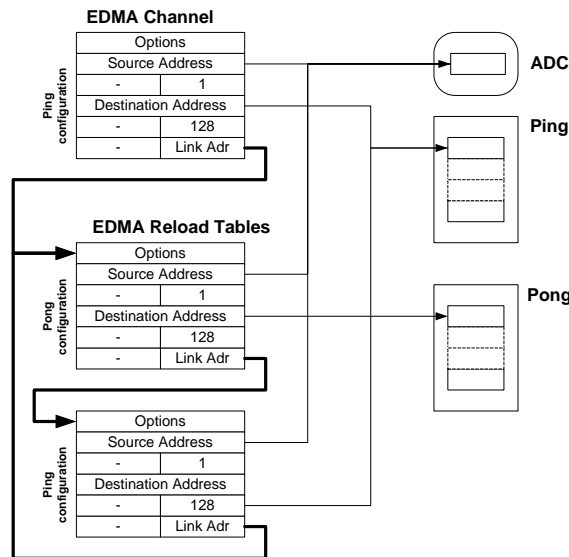 EDMA Channel
Options
Source Address
- 1
Destination Address
- 128
- Link Adr
Ping
configuration
ADC
Ping
EDMA Reload Tables
Options
Source Address
- 1
Destination Address
- 128
- Link Adr
Pong
configuration
Pong
Options
Source Address
- 1
Destination Address
- 128
- Link Adr
Ping
configuration